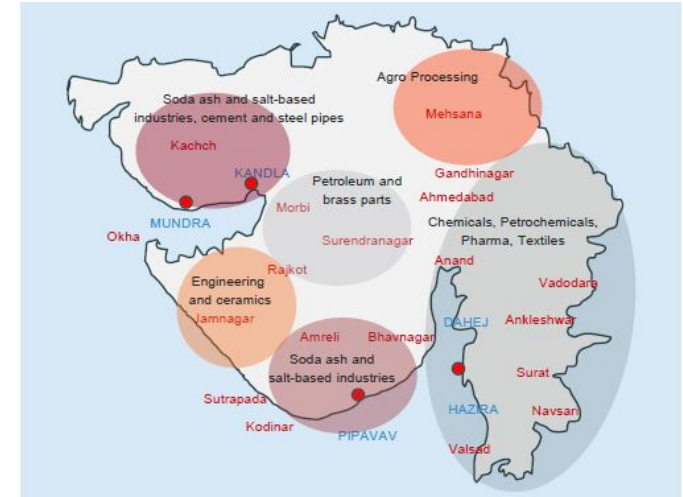 Agro Processing
Mehsana
Soda ash and salt-based
industries, cement and steel pipes
Kachch
KANDLA
MUNDRA
Okha
Petroleum and
brass parts
Morbi
Surendranagar
Rajkot
Gandhinagar
Ahmedabad
Chemicals, Petrochemicals,
Pharma, Textiles
Anand
Vadodara
DAHEJ
Ankleshwar
Surat
HAZIRA
Navsari
Valsad
Engineering
and ceramics
Jamnagar
Amreli
Bhavnagar
Soda ash and
salt-based industries
Sutrapada
Kodinar
PIPAVAV